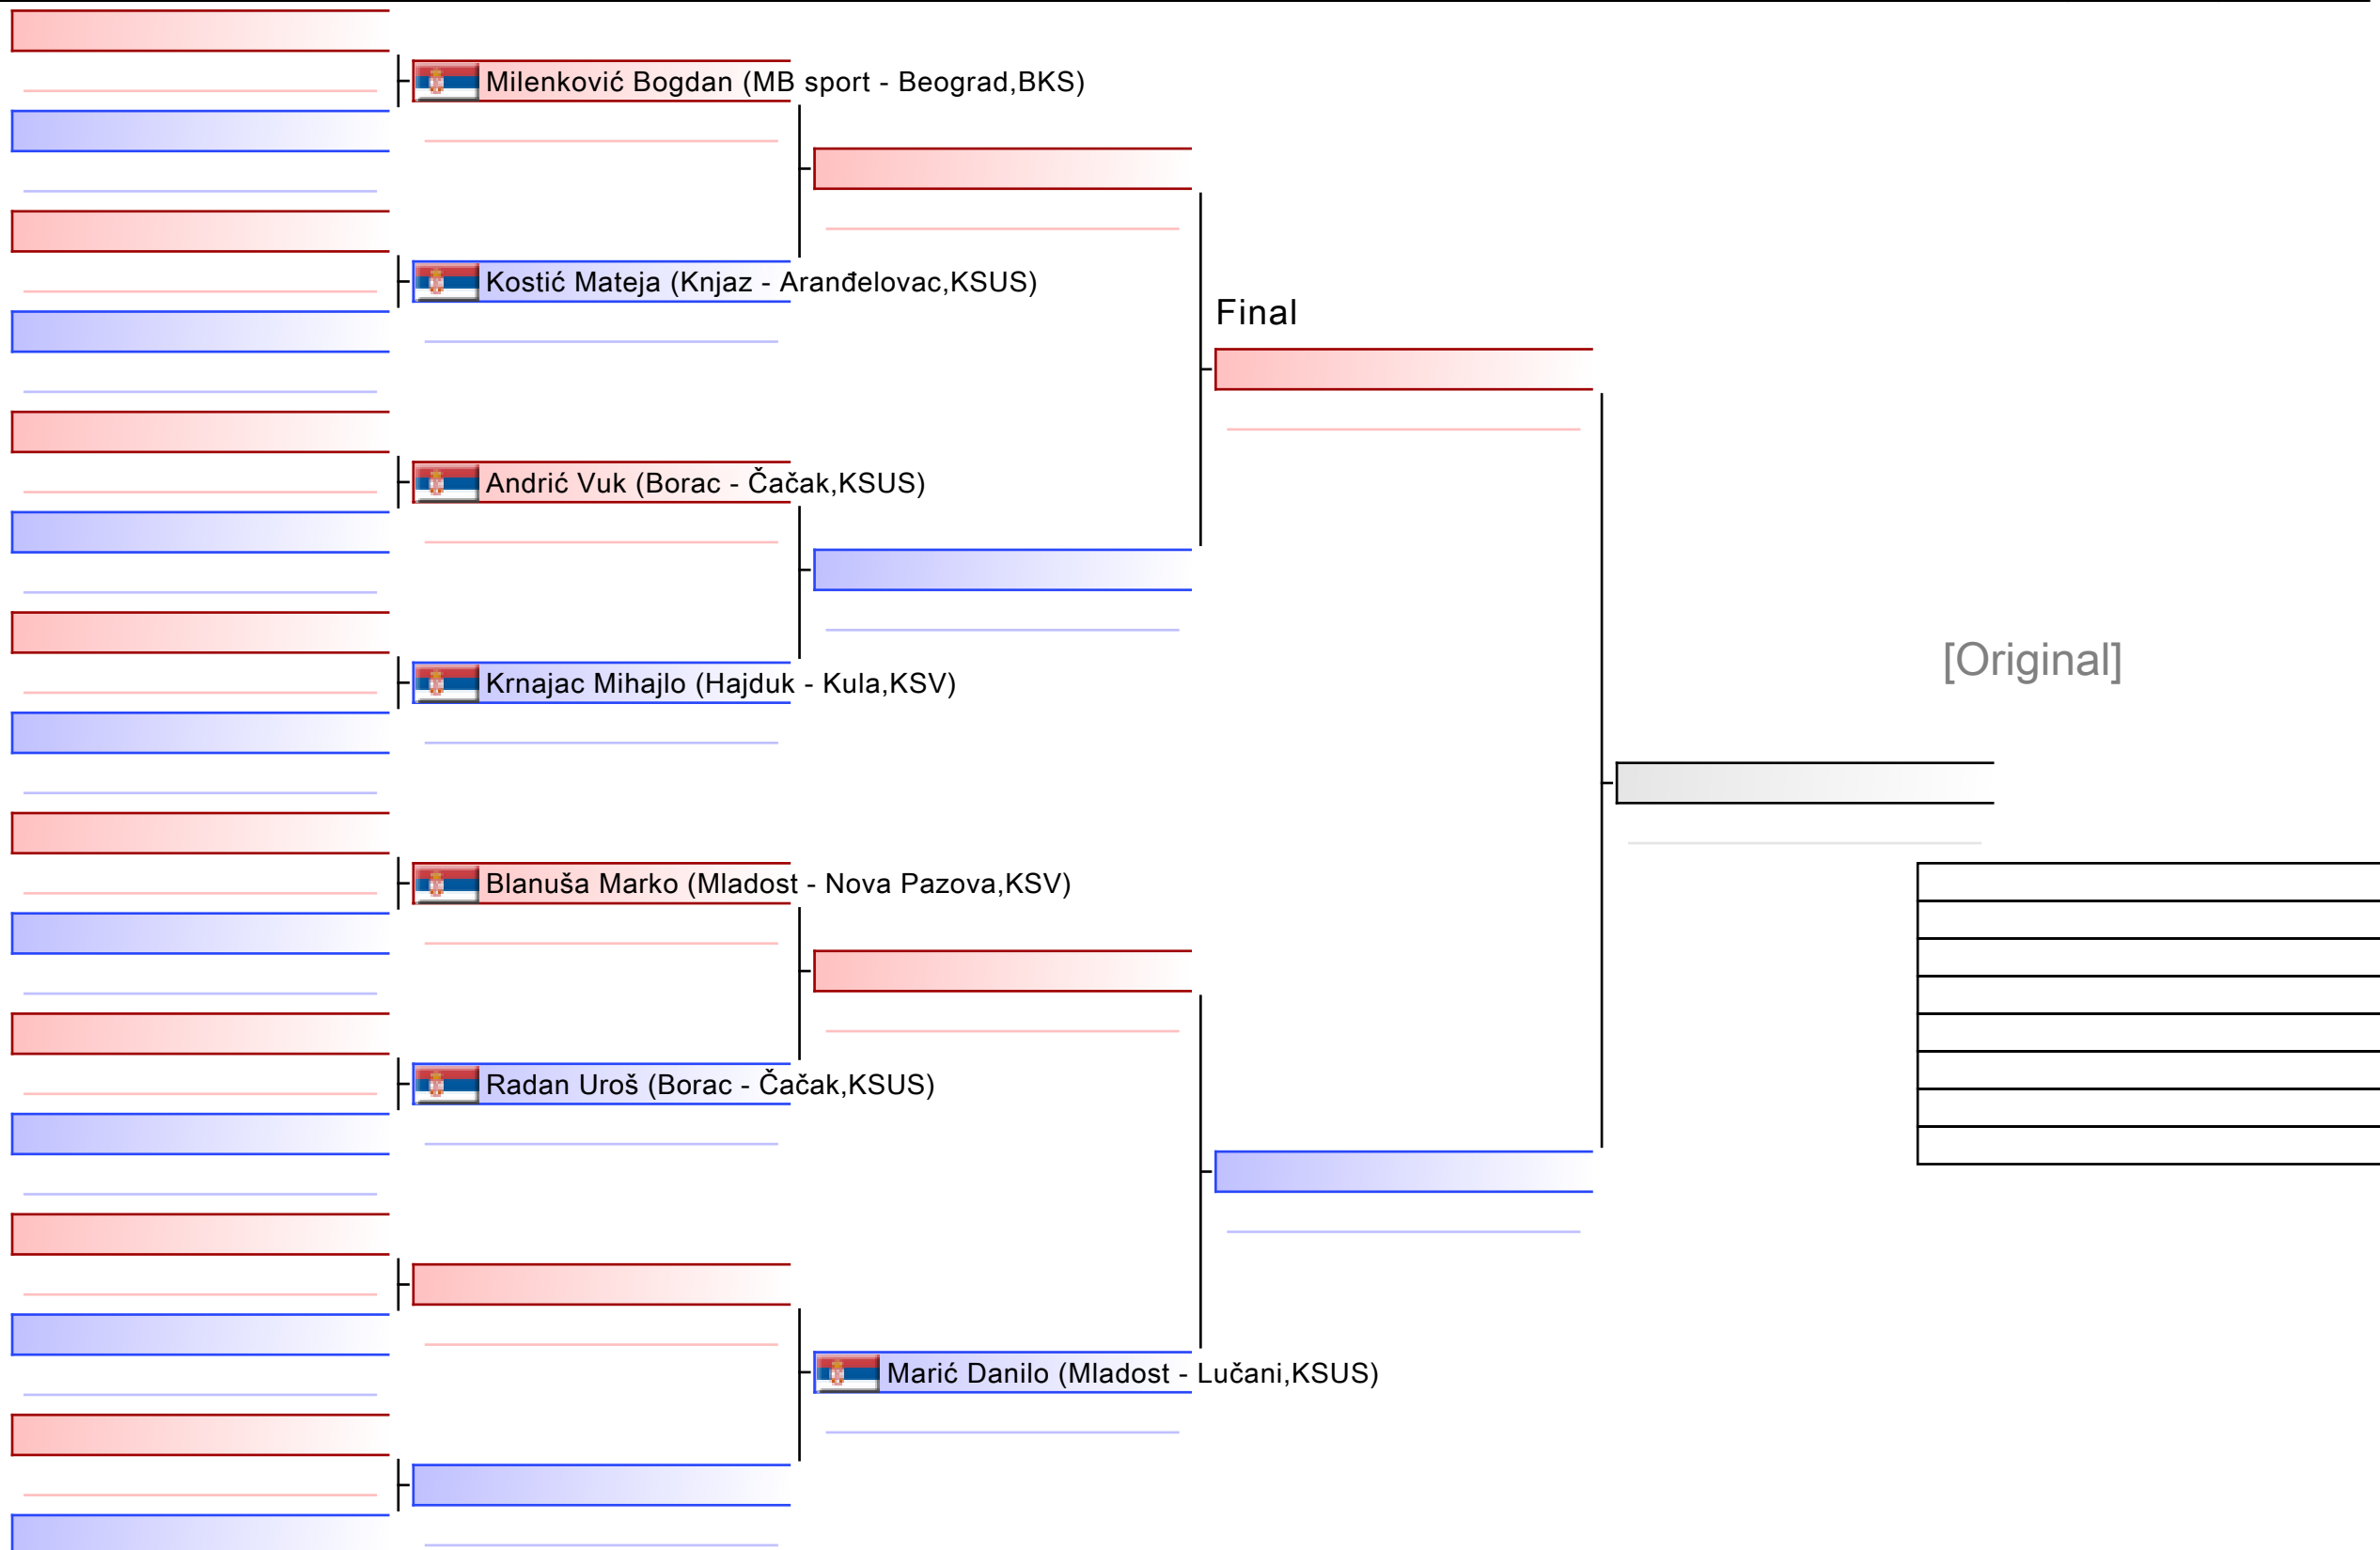 Milenković Bogdan (MB sport - Beograd,BKS)
Kostić Mateja (Knjaz - Aranđelovac,KSUS)
Final
Andrić Vuk (Borac - Čačak,KSUS)
[Original]
Krnajac Mihajlo (Hajduk - Kula,KSV)
Blanuša Marko (Mladost - Nova Pazova,KSV)
Radan Uroš (Borac - Čačak,KSUS)
Marić Danilo (Mladost - Lučani,KSUS)